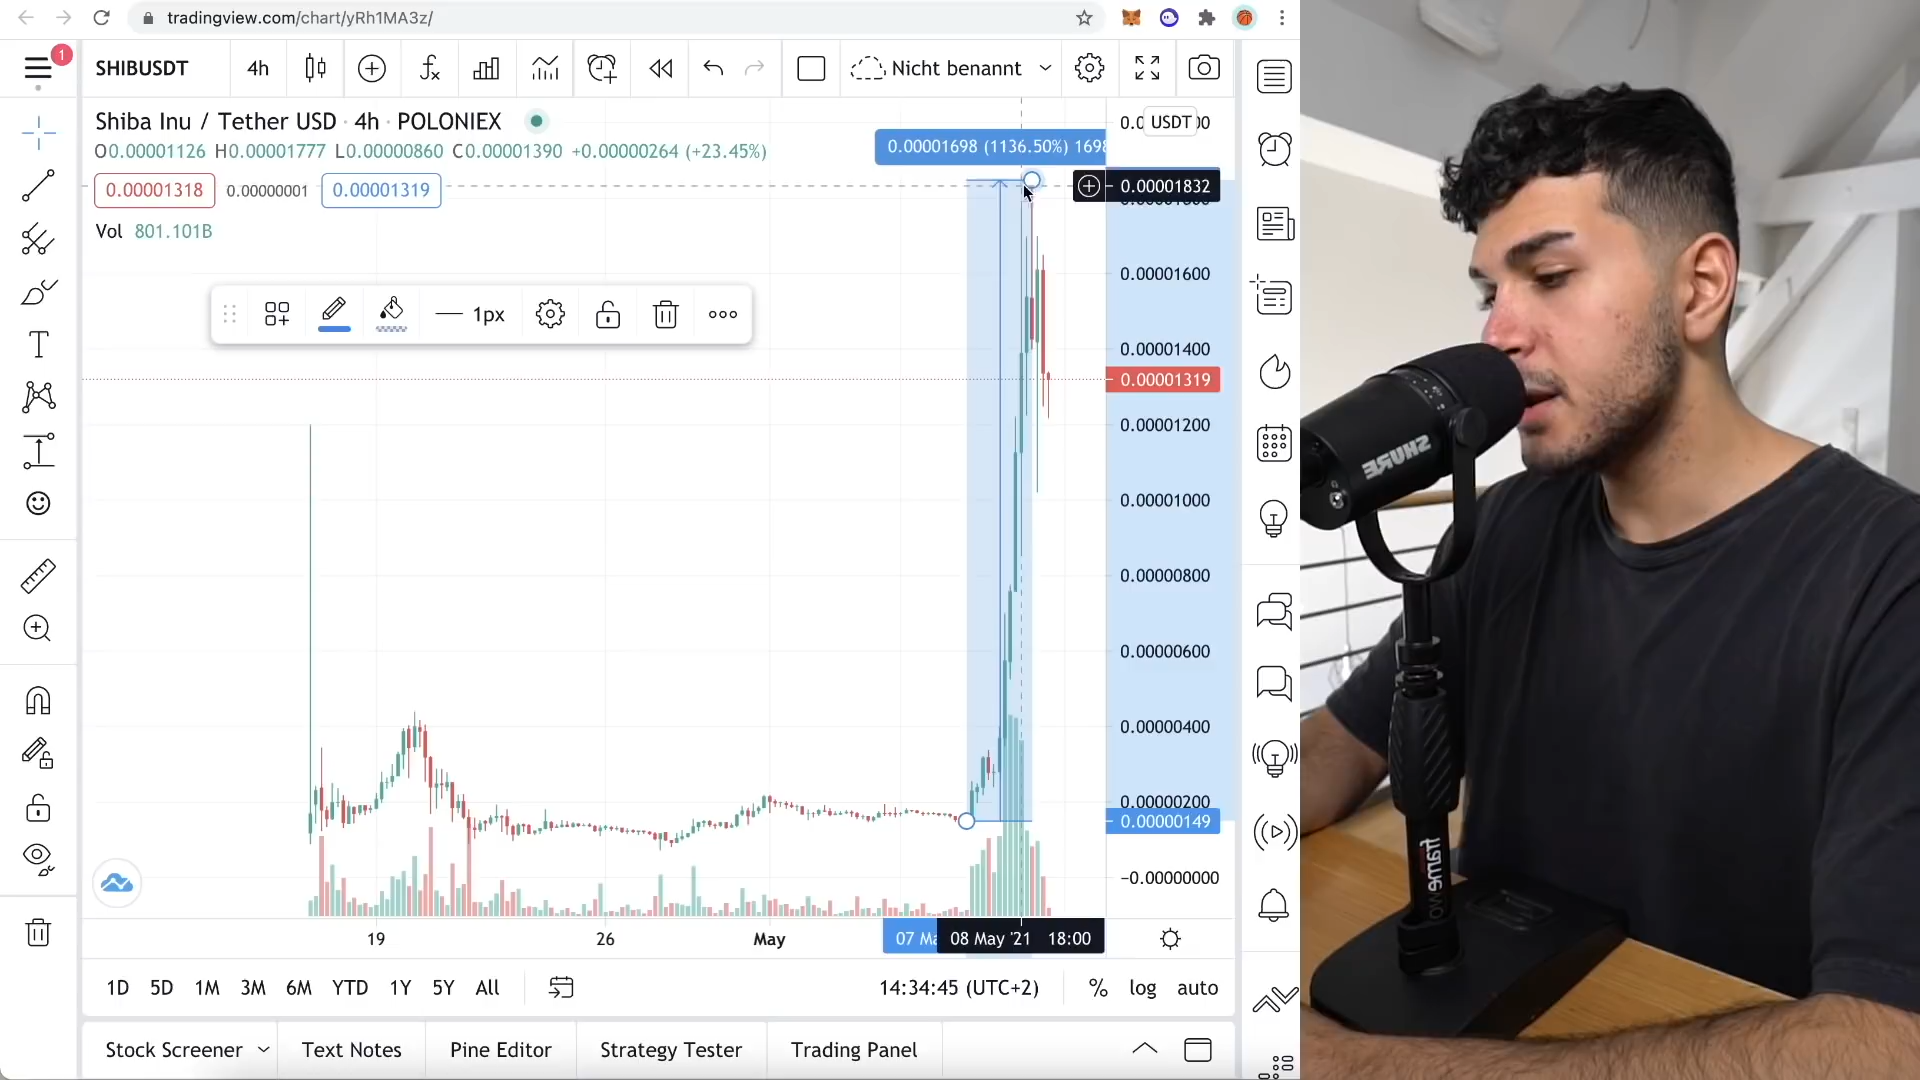 tradingview.com/chart/yRh1MA3z/
1
SHIBUSDT
4h
Nicht benannt
Shiba Inu / Tether USD · 4h · POLONIEX
O0.00001126 H0.00001777 L0.00000860 C0.00001390 +0.00000264 (+23.45%)
0.00001318
0.00000001
0.00001319
Vol 801.101B
0.00001698 (1136.50%) 1698
USDT
0.00001832
0.00001600
0.00001400
0.00001319
0.00001200
0.00001000
0.00000800
0.00000600
0.00000400
0.00000200
0.00000149
−0.00000000
1px
19
26
May
07 Ma
08 May '21 18:00
1D
5D
1M
3M
6M
YTD
1Y
5Y
All
14:34:45 (UTC+2)
%
log
auto
Stock Screener
Text Notes
Pine Editor
Strategy Tester
Trading Panel
SHURE
frame